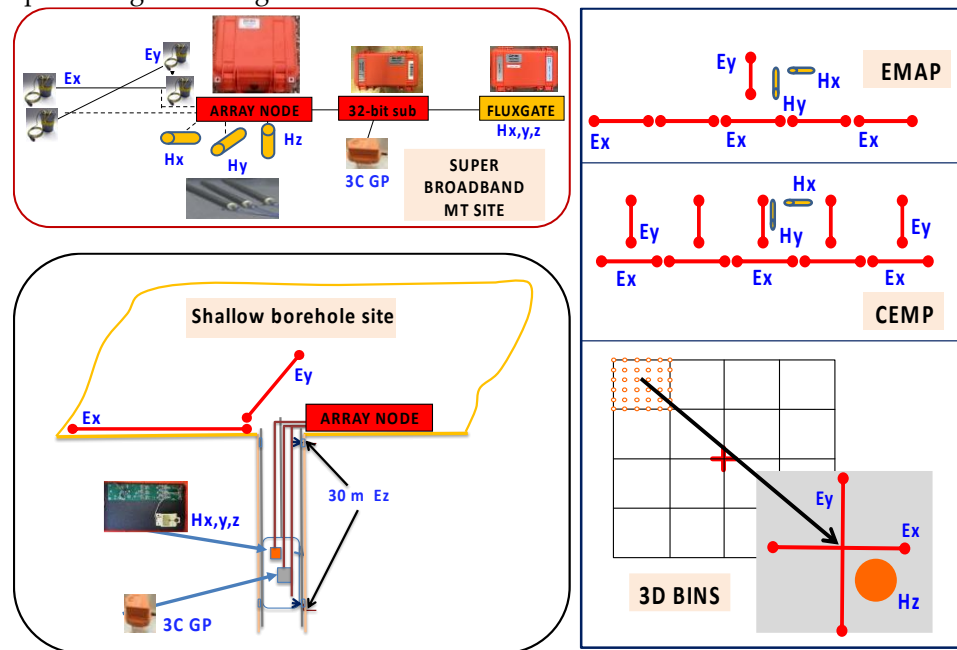 Ex
Ey
ARRAY NODE
32-bit sub
FLUXGATE
Hx,y,z
Hx
Hy
Hz
3C GP
SUPER
BROADBAND
MT SITE
Shallow borehole site
Ey
Ex
ARRAY NODE
30 m Ez
Hx,y,z
3C GP
Ey
Hx
Hy
EMAP
Ex
Ex
Ex
Hx
Ey
Hy
Ey
Ex
Ex
Ex
CEMP
Ey
Ex
Hz
3D BINS